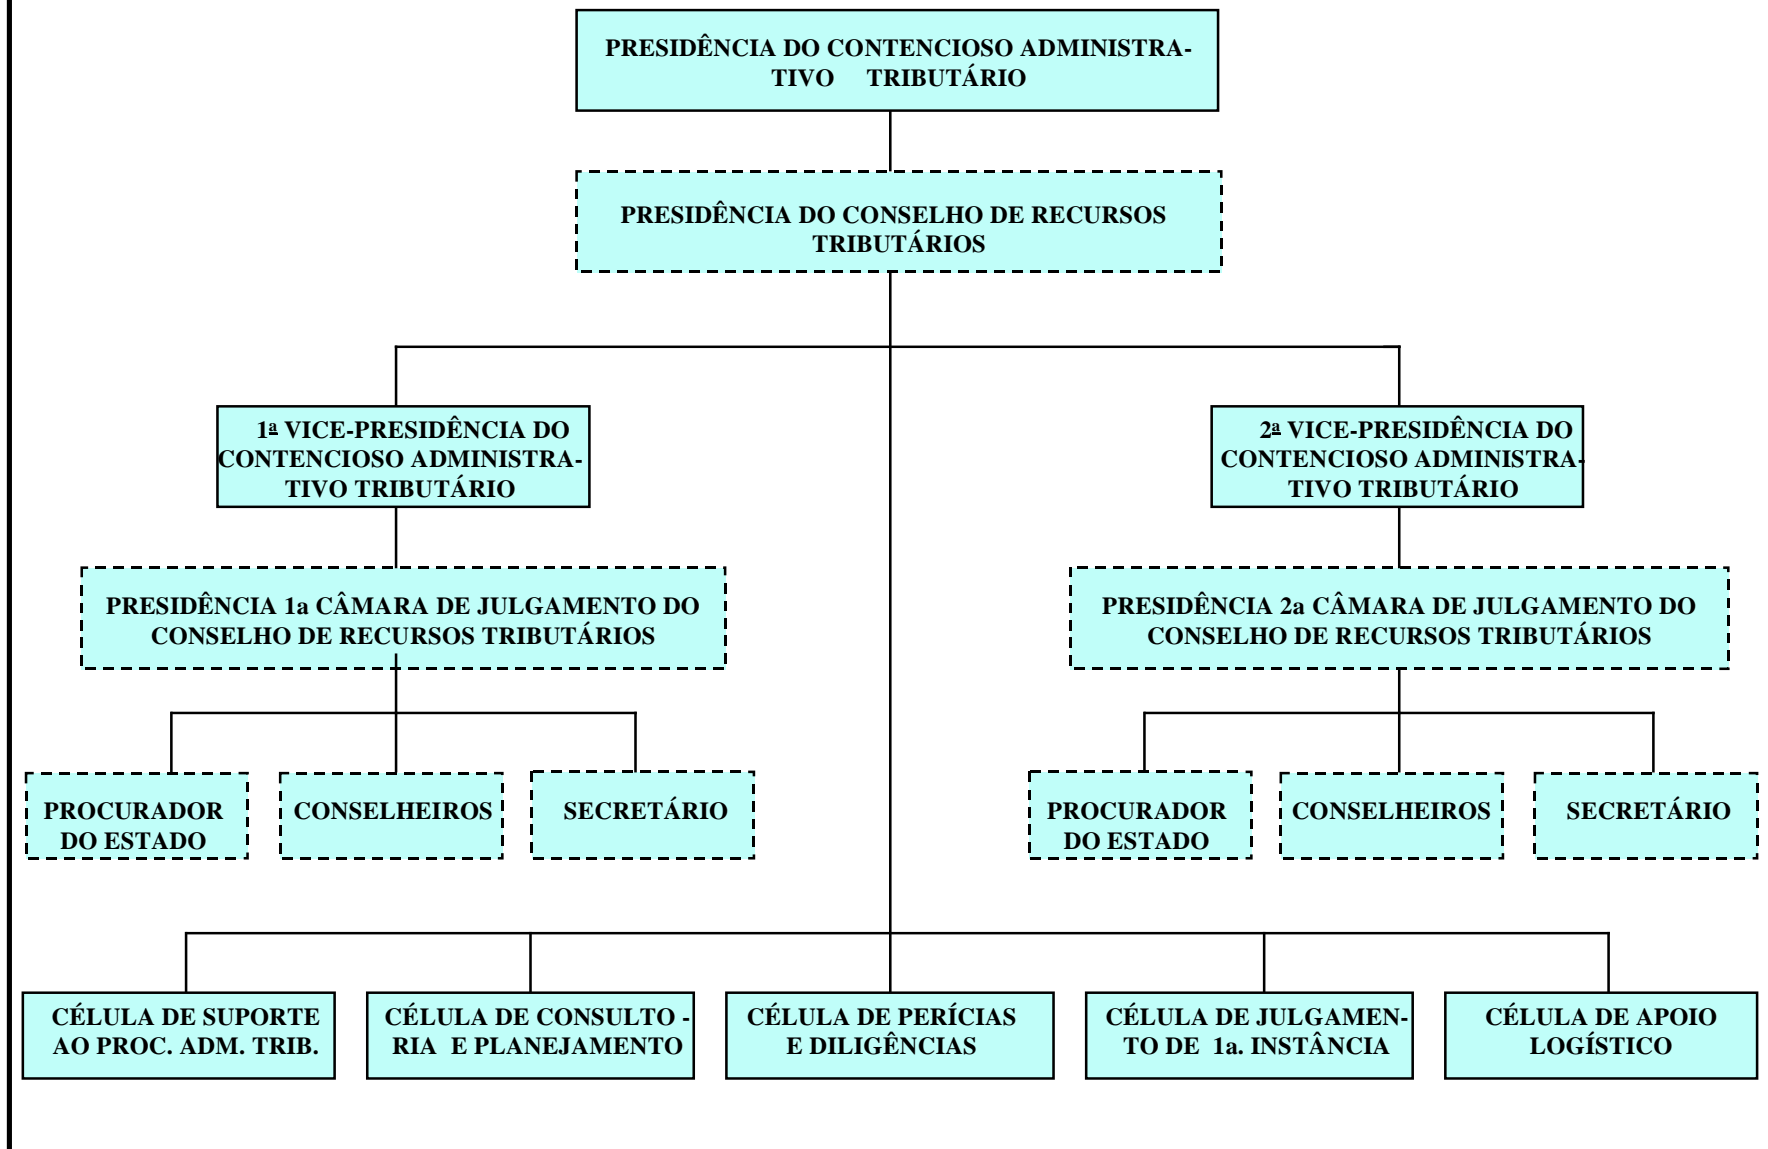 PRESIDÊNCIA DO CONTENCIOSO ADMINISTRA-
TIVO TRIBUTÁRIO
PRESIDÊNCIA DO CONSELHO DE RECURSOS
TRIBUTÁRIOS
1ª VICE-PRESIDÊNCIA DO
CONTENCIOSO ADMINISTRA-
TIVO TRIBUTÁRIO
2ª VICE-PRESIDÊNCIA DO
CONTENCIOSO ADMINISTRA-
TIVO TRIBUTÁRIO
PRESIDÊNCIA 1a CÂMARA DE JULGAMENTO DO
CONSELHO DE RECURSOS TRIBUTÁRIOS
PRESIDÊNCIA 2a CÂMARA DE JULGAMENTO DO
CONSELHO DE RECURSOS TRIBUTÁRIOS
PROCURADOR
DO ESTADO
CONSELHEIROS
SECRETÁRIO
PROCURADOR
DO ESTADO
CONSELHEIROS
SECRETÁRIO
CÉLULA DE SUPORTE
AO PROC. ADM. TRIB.
CÉLULA DE CONSULTO -
RIA E PLANEJAMENTO
CÉLULA DE PERÍCIAS
E DILIGÊNCIAS
CÉLULA DE JULGAMEN-
TO DE 1a. INSTÂNCIA
CÉLULA DE APOIO
LOGÍSTICO